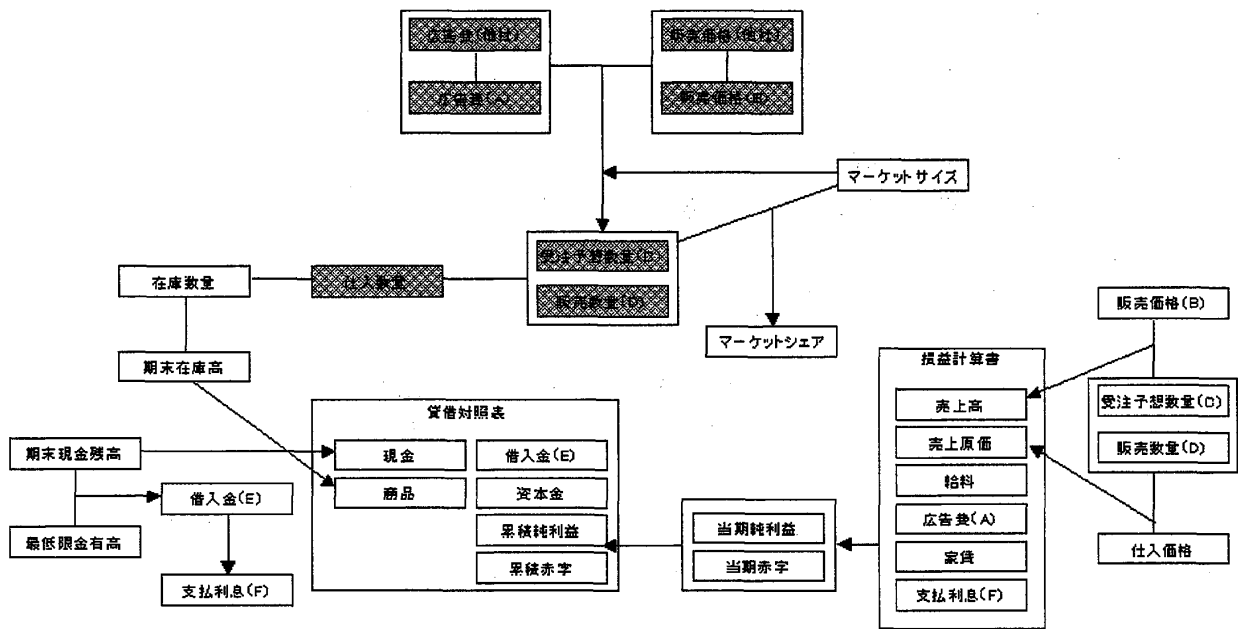 広告費(他社)
販売価格(他社)
広告費(A)
販売価格(B)
マーケットサイズ
受注予想数量(C)
在庫数量
仕入数量
販売数量(D)
販売価格(B)
マーケットシェア
期末在庫高
損益計算書
売上高
受注予想数量(C)
貸借対照表
期末現金残高
現金
借入金(E)
売上原価
販売数量(D)
借入金(E)
商品
資本金
給料
最低限金有高
累積純利益
当期純利益
広告費(A)
仕入価格
累積赤字
当期赤字
家賃
支払利息(F)
支払利息(F)